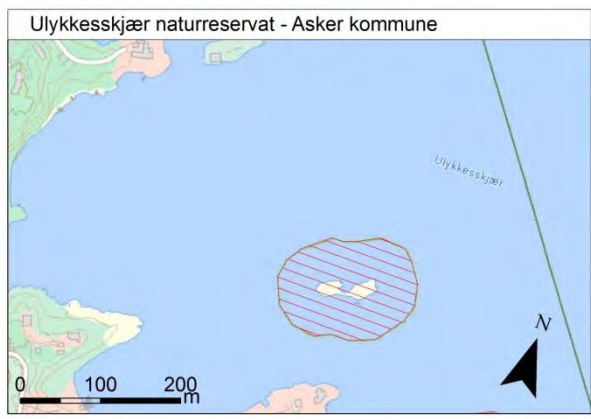 Ulykkesskjær naturreservat - Asker kommune
Ulykkesskjær
N
0 100 200
m